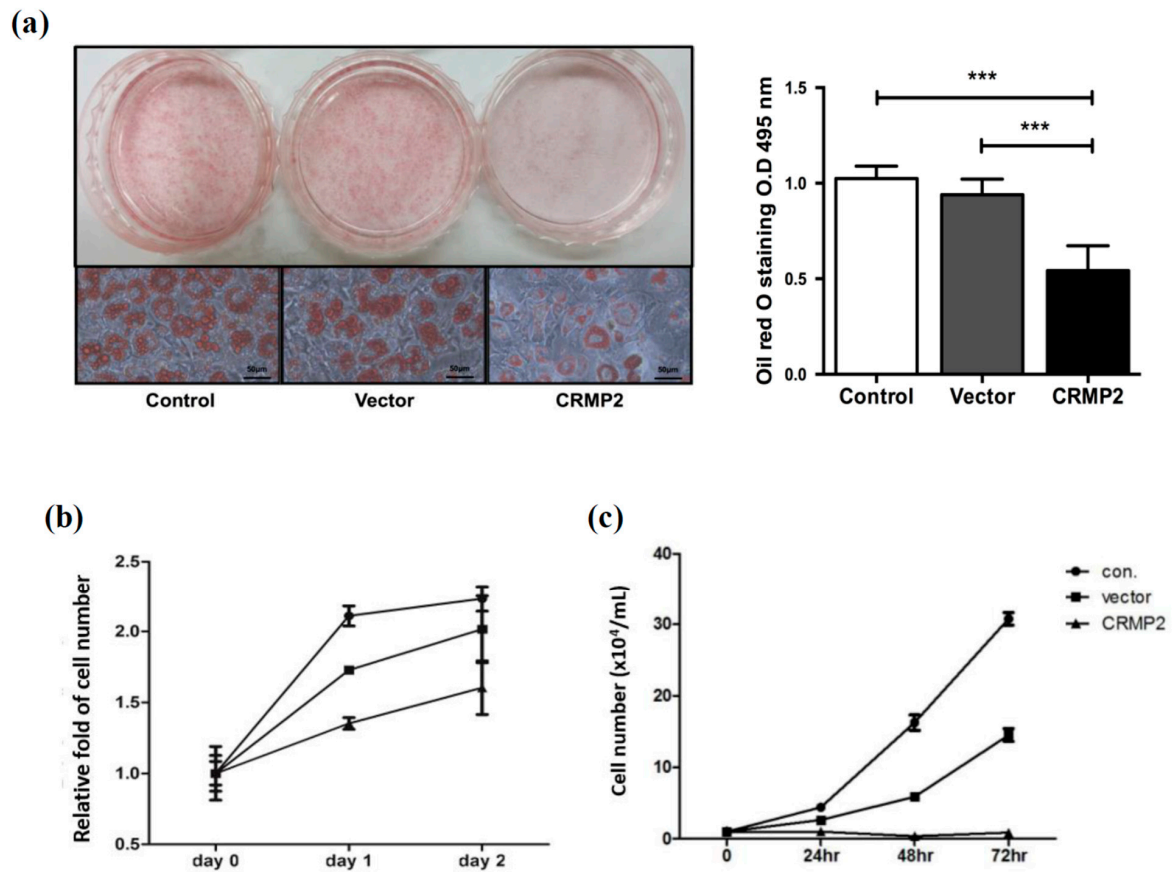 (a)
50μm
50μm
50μm
Control
Vector
CRMP2
Oil red O staining O.D 495 nm
1.5
1.0
0.5
0.0
***
***
Control
Vector
CRMP2
(b)
Relative fold of cell number
2.5
2.0
1.5
1.0
0.5
day 0
day 1
day 2
(c)
Cell number (x10⁴/mL)
40
30
20
10
0
0
24hr
48hr
72hr
con.
vector
CRMP2